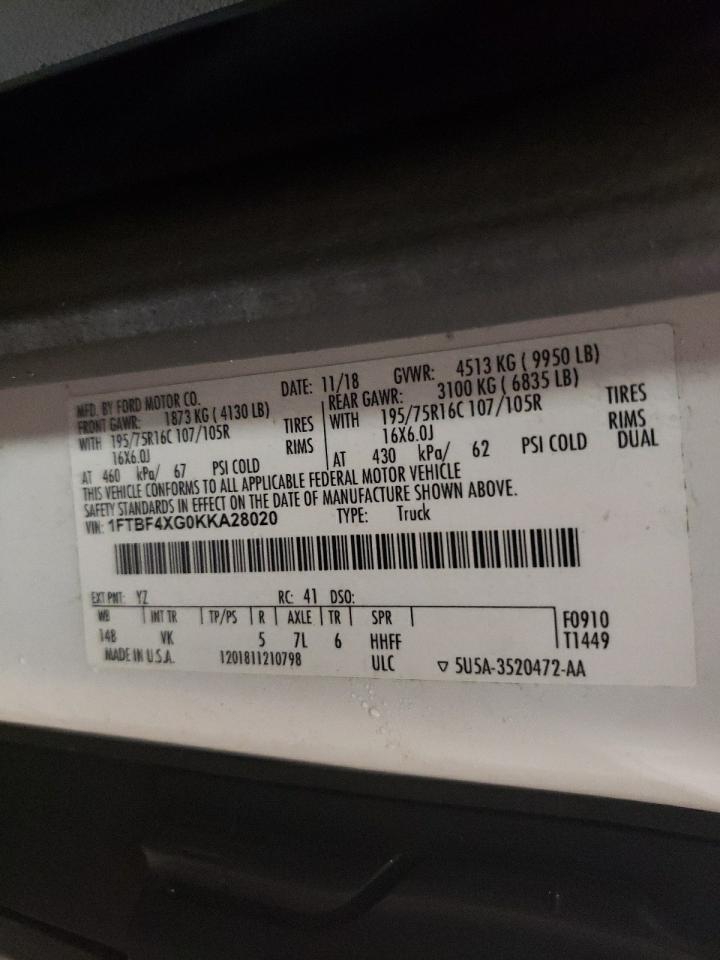 MFD. BY FORD MOTOR CO.
DATE: 11/18 GVWR: 4513 KG ( 9950 LB)
FRONT GAWR: 1873 KG ( 4130 LB)
WITH 195/75R16C 107/105R TIRES
16X6.0J RIMS
AT 460 kPa/ 67 PSI COLD
REAR GAWR: 3100 KG ( 6835 LB)
WITH 195/75R16C 107/105R TIRES
16X6.0J RIMS
AT 430 kPa/ 62 PSI COLD DUAL
THIS VEHICLE CONFORMS TO ALL APPLICABLE FEDERAL MOTOR VEHICLE
SAFETY STANDARDS IN EFFECT ON THE DATE OF MANUFACTURE SHOWN ABOVE.
VIN: 1FTBF4XG0KKA28020 TYPE: Truck
EXT PNT: YZ RC: 41 DSO:
WB INT TR TP/PS R AXLE TR SPR F0910
148 VK 5 7L 6 HHFF T1449
MADE IN U.S.A. 1201811210798 ULC ▽ 5U5A-3520472-AA